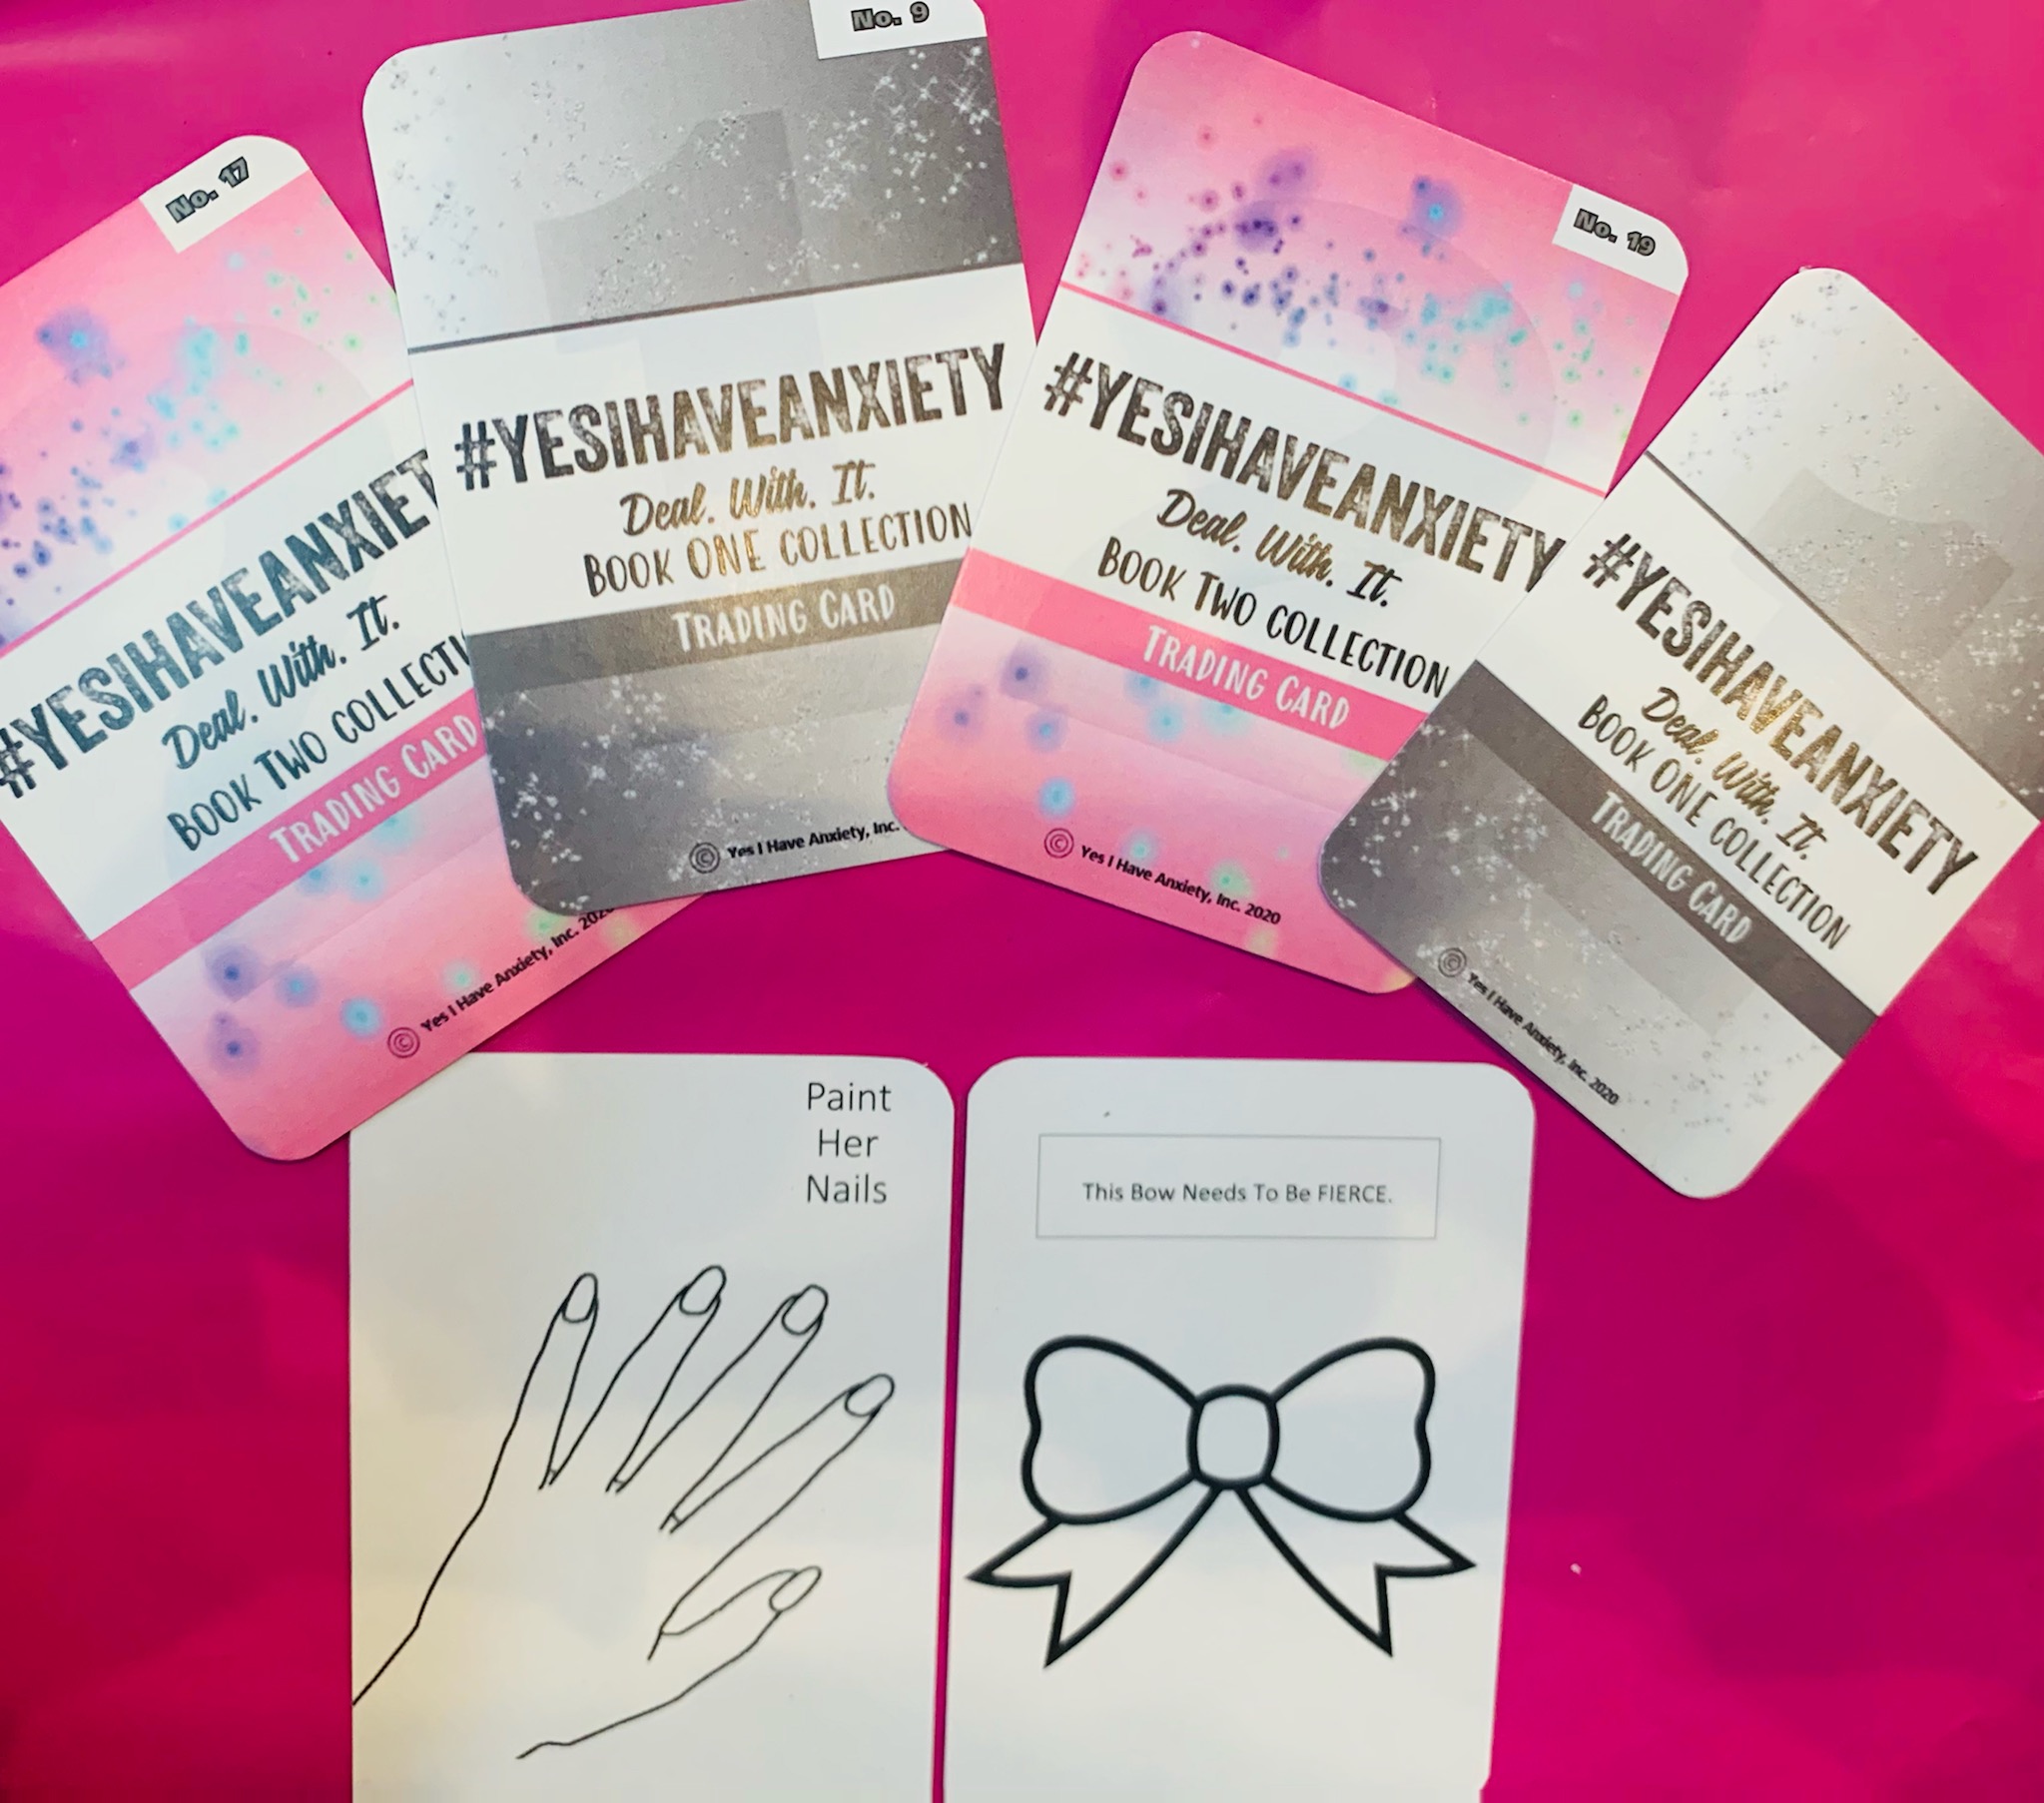 No. 17
#YESIHAVEANXIET
Deal. With. It.
BOOK TWO COLLECTI
TRADING CARD
© Yes I Have Anxiety, Inc. 2020
No. 9
#YESIHAVEANXIETY
Deal. With. It.
BOOK ONE COLLECTION
TRADING CARD
© Yes I Have Anxiety, Inc.
No. 19
#YESIHAVEANXIETY
Deal. With. It.
BOOK TWO COLLECTION
TRADING CARD
© Yes I Have Anxiety, Inc. 2020
#YESIHAVEANXIETY
Deal. With. It.
BOOK ONE COLLECTION
TRADING CARD
© Yes I Have Anxiety, Inc. 2020
Paint
Her
Nails
This Bow Needs To Be FIERCE.